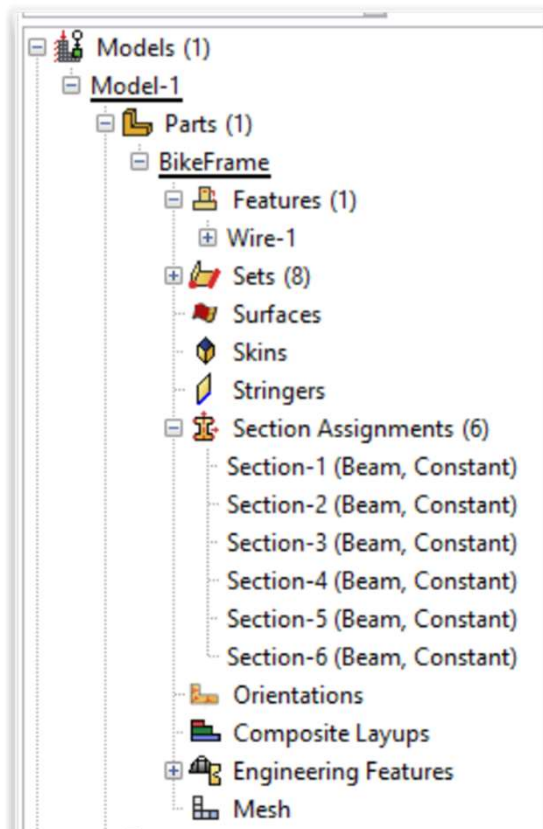 Models (1)
Model-1
Parts (1)
BikeFrame
Features (1)
Wire-1
Sets (8)
Surfaces
Skins
Stringers
Section Assignments (6)
Section-1 (Beam, Constant)
Section-2 (Beam, Constant)
Section-3 (Beam, Constant)
Section-4 (Beam, Constant)
Section-5 (Beam, Constant)
Section-6 (Beam, Constant)
Orientations
Composite Layups
Engineering Features
Mesh